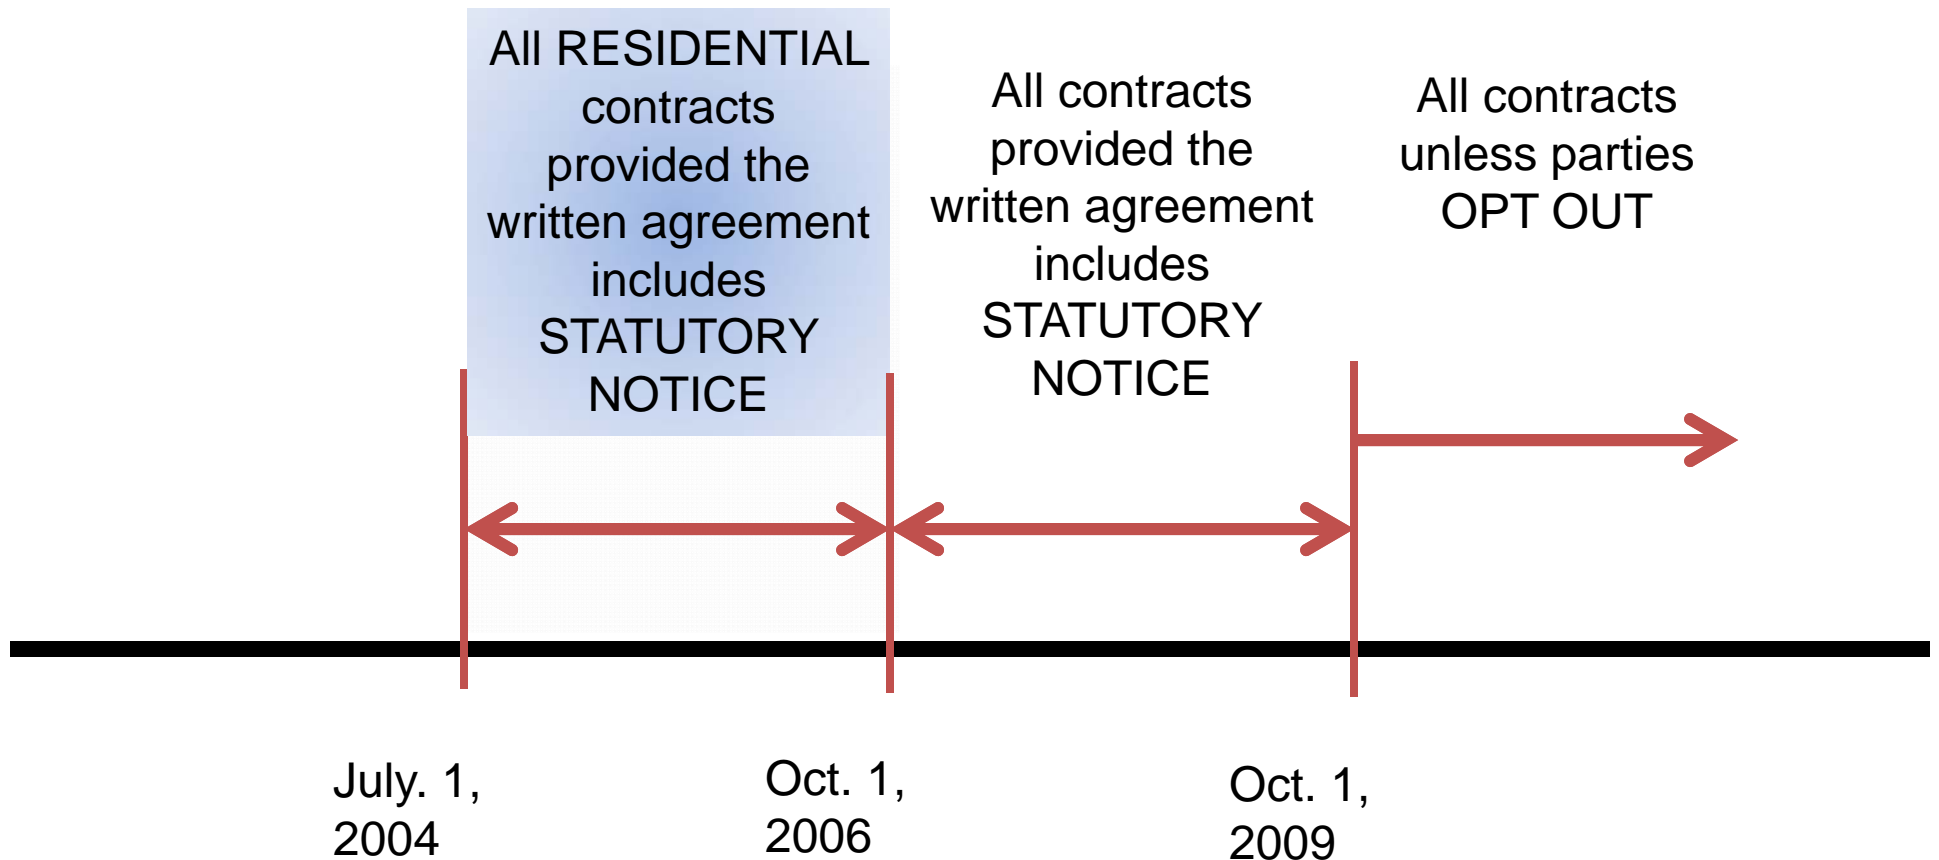 All RESIDENTIAL
contracts
provided the
written agreement
includes
STATUTORY
NOTICE
All contracts
provided the
written agreement
includes
STATUTORY
NOTICE
All contracts
unless parties
OPT OUT
July. 1,
2004
Oct. 1,
2006
Oct. 1,
2009